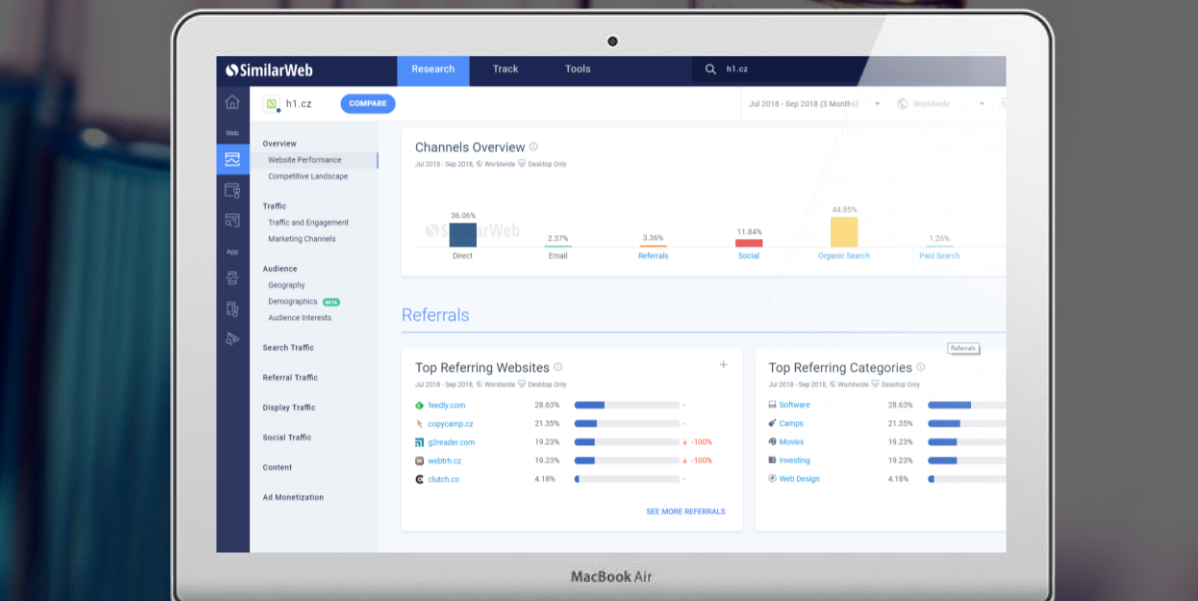 SimilarWeb
Research Track Tools h1.cz
h1.cz COMPARE Jul 2018 - Sep 2018 (3 Months) Worldwide
Web
App
Overview
Website Performance
Competitive Landscape
Traffic
Traffic and Engagement
Marketing Channels
Audience
Geography
Demographics BETA
Audience Interests
Search Traffic
Referral Traffic
Display Traffic
Social Traffic
Content
Ad Monetization
Channels Overview
Jul 2018 - Sep 2018, Worldwide Desktop Only
SimilarWeb
36.06% 2.37% 3.36% 11.84% 44.85% 1.26%
Direct Email Referrals Social Organic Search Paid Search
Referrals
Referrals
Top Referring Websites
Jul 2018 - Sep 2018, Worldwide Desktop Only
feedly.com 28.63% -
copycamp.cz 21.35% -
g2reader.com 19.23% ↓ -100%
webtrh.cz 19.23% ↓ -100%
clutch.co 4.18% -
SEE MORE REFERRALS
Top Referring Categories
Jul 2018 - Sep 2018, Worldwide Desktop Only
Software 28.63%
Camps 21.35%
Movies 19.23%
Investing 19.23%
Web Design 4.18%
MacBook Air